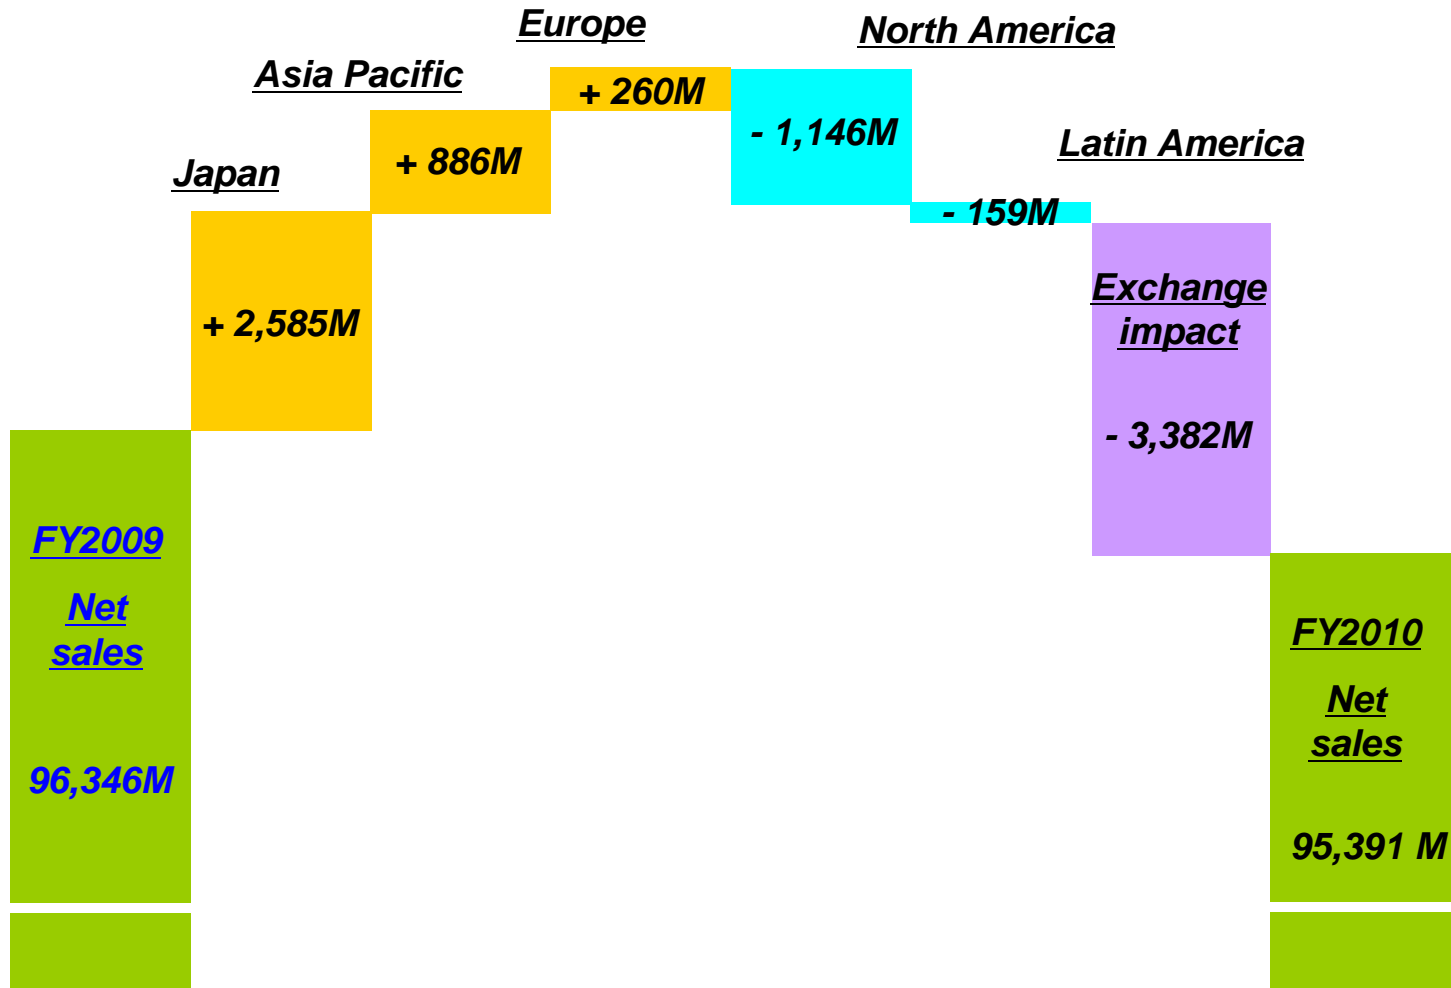 Europe
North America
Asia Pacific
+ 260M
- 1,146M
Latin America
Japan
+ 886M
- 159M
+ 2,585M
Exchange
impact
- 3,382M
FY2009
Net
sales
96,346M
FY2010
Net
sales
95,391 M